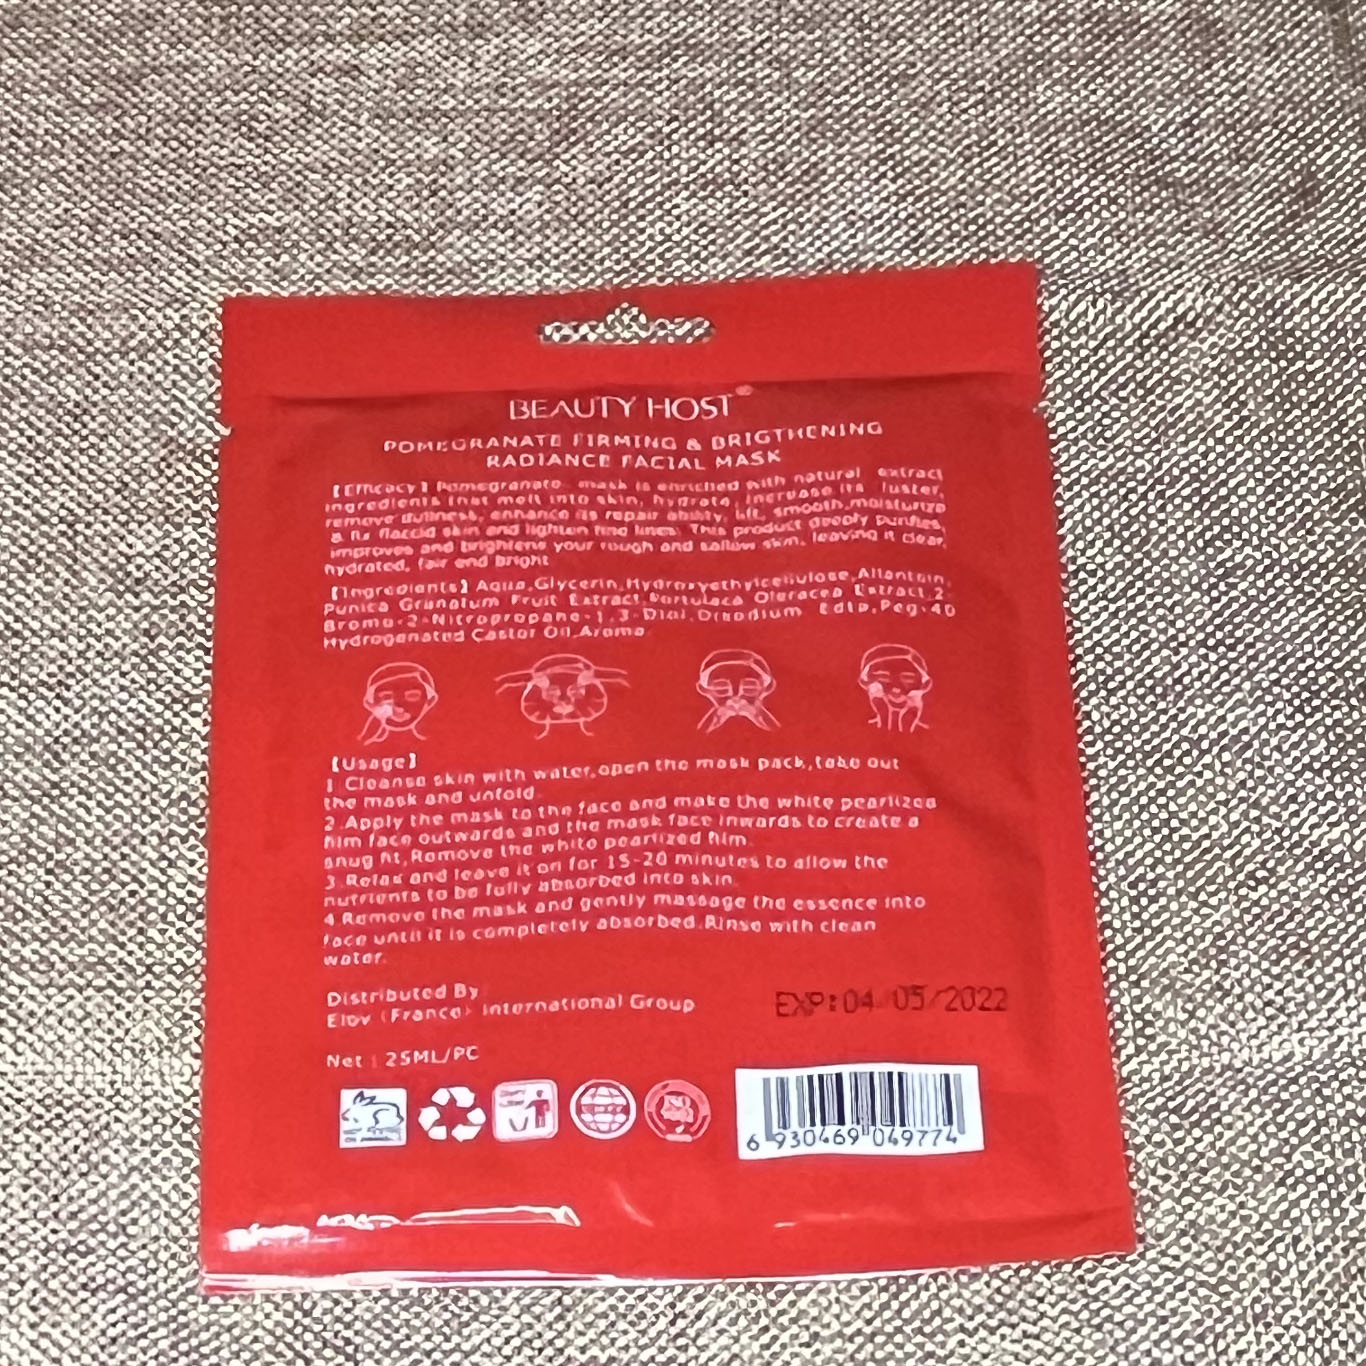 BEAUTY HOST®
POMEGRANATE FIRMING & BRIGTHENING
RADIANCE FACIAL MASK
【Efficacy】Pomegranate mask is enriched with natural extract
ingredients that melt into skin, hydrate, increase its luster,
remove dullness, enhance its repair ability, lift, smooth,moisturize
& fix flaccid skin and lighten fine lines. This product deeply purifies,
improves and brightens your rough and sallow skin, leaving it clear,
hydrated, fair and bright
【Ingredients】Aqua,Glycerin,Hydroxyethylcellulose,Allantoin,
Punica Granatum Fruit Extract,Portulaca Oleracea Extract,2-
Bromo-2-Nitropropane-1,3-Diol,Disodium Edta,Peg-40
Hydrogenated Castor Oil,Aroma
【Usage】
1 Cleanse skin with water,open the mask pack,take out
the mask and unfold.
2.Apply the mask to the face and make the white pearlized
film face outwards and the mask face inwards to create a
snug fit,Remove the white pearlized film.
3.Relax and leave it on for 15-20 minutes to allow the
nutrients to be fully absorbed into skin.
4.Remove the mask and gently massage the essence into
face until it is completely absorbed.Rinse with clean
water.
Distributed By
(France) International Group
EXP:04/05/2022
Net : 25ML/PC
6 930469 049774